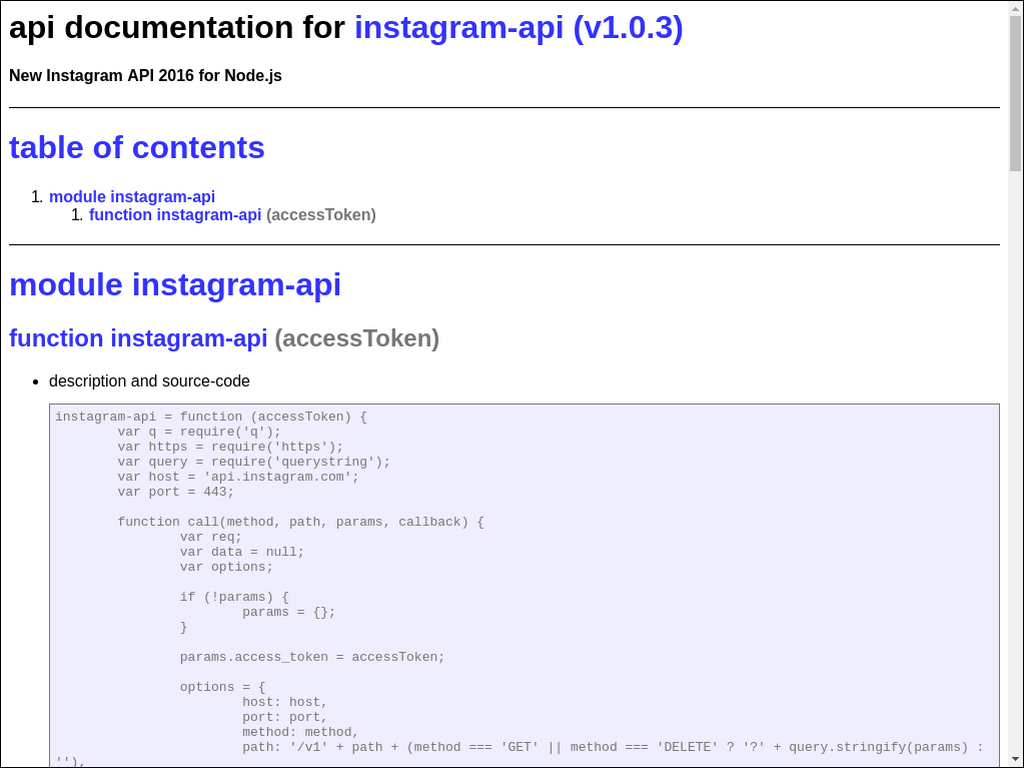 api documentation for instagram-api (v1.0.3)
New Instagram API 2016 for Node.js
table of contents
1. module instagram-api
1. function instagram-api (accessToken)
module instagram-api
function instagram-api (accessToken)
• description and source-code
instagram-api = function (accessToken) {
        var q = require('q');
        var https = require('https');
        var query = require('querystring');
        var host = 'api.instagram.com';
        var port = 443;

        function call(method, path, params, callback) {
                var req;
                var data = null;
                var options;

                if (!params) {
                        params = {};
                }

                params.access_token = accessToken;

                options = {
                        host: host,
                        port: port,
                        method: method,
                        path: '/v1' + path + (method === 'GET' || method === 'DELETE' ? '?' + query.stringify(params) :
''),